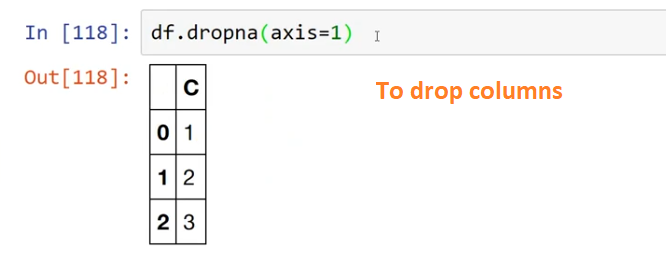 In [118]: df.dropna(axis=1)
Out[118]:
To drop columns
C
0 1
1 2
2 3